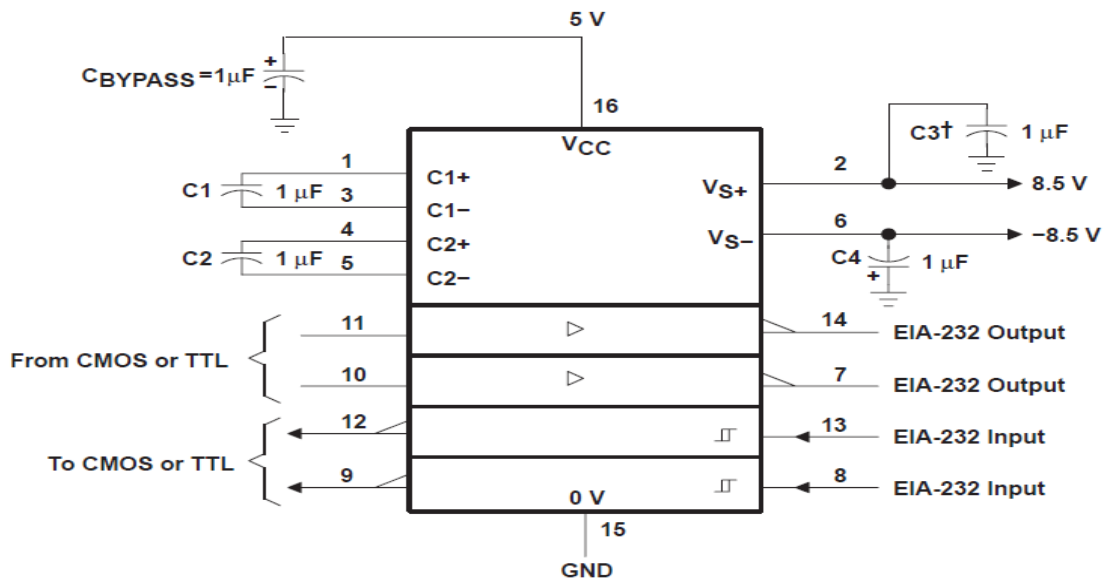 5 V
CBYPASS = 1µF
+
−
16
VCC
C3†
1 µF
1
C1
1 µF
3
C1+
C1−
2
VS+
8.5 V
4
C2
1 µF
5
C2+
C2−
6
VS−
−8.5 V
C4
+
1 µF
11
14
EIA-232 Output
From CMOS or TTL
10
7
EIA-232 Output
12
13
EIA-232 Input
To CMOS or TTL
9
8
EIA-232 Input
0 V
15
GND